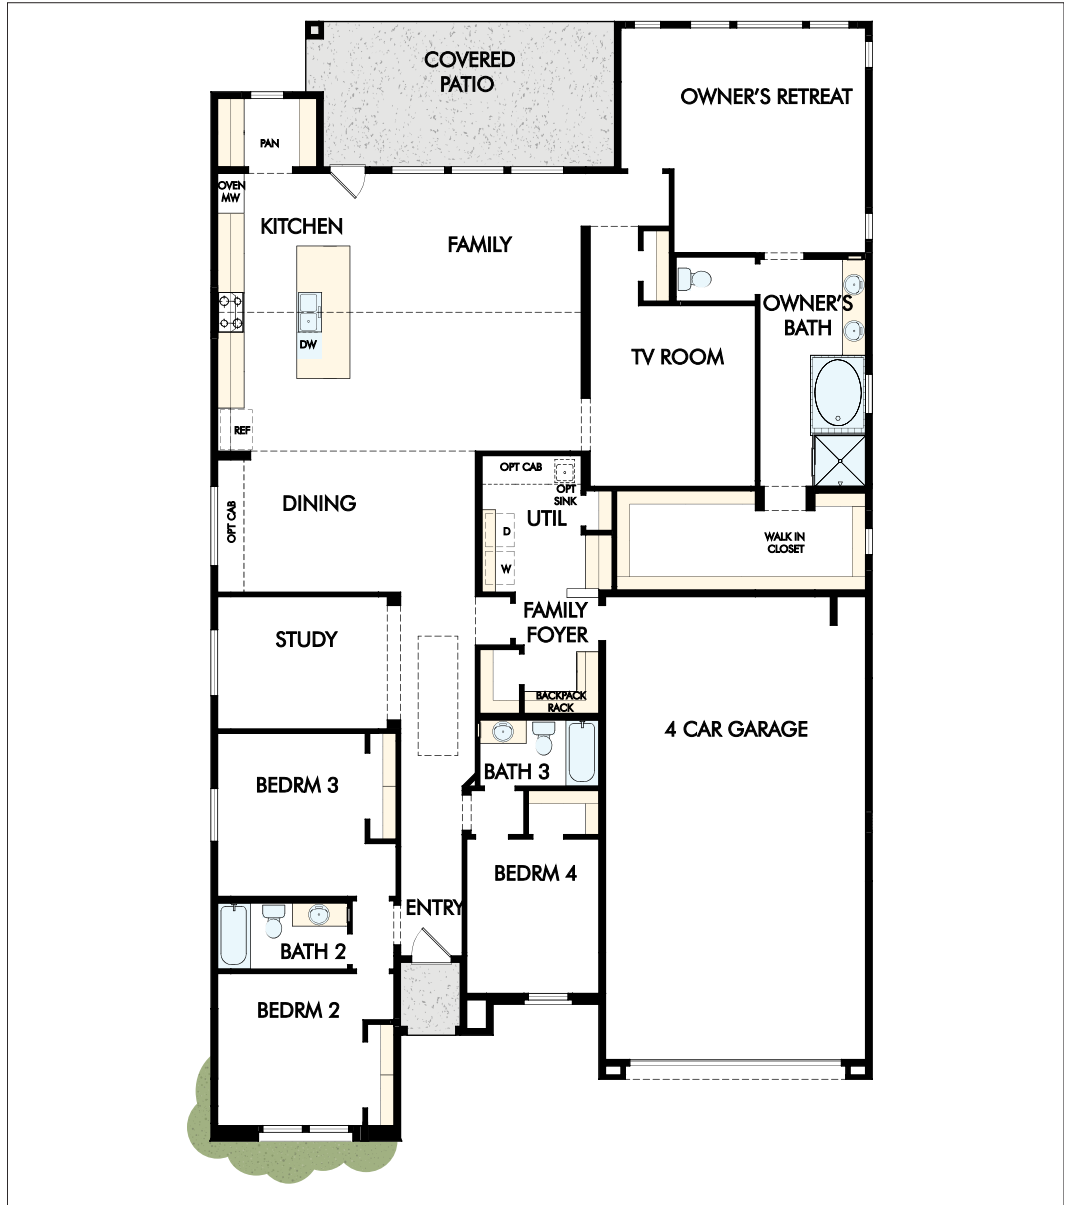 COVERED
PATIO
OWNER'S RETREAT
PAN
OVEN
MW
KITCHEN
FAMILY
OWNER'S
BATH
DW
TV ROOM
REF
OPT CAB
OPT
SINK
DINING
OPT CAB
UTIL
D
W
WALK IN
CLOSET
FAMILY
FOYER
STUDY
BACKPACK
RACK
4 CAR GARAGE
BATH 3
BEDRM 3
BEDRM 4
ENTRY
BATH 2
BEDRM 2